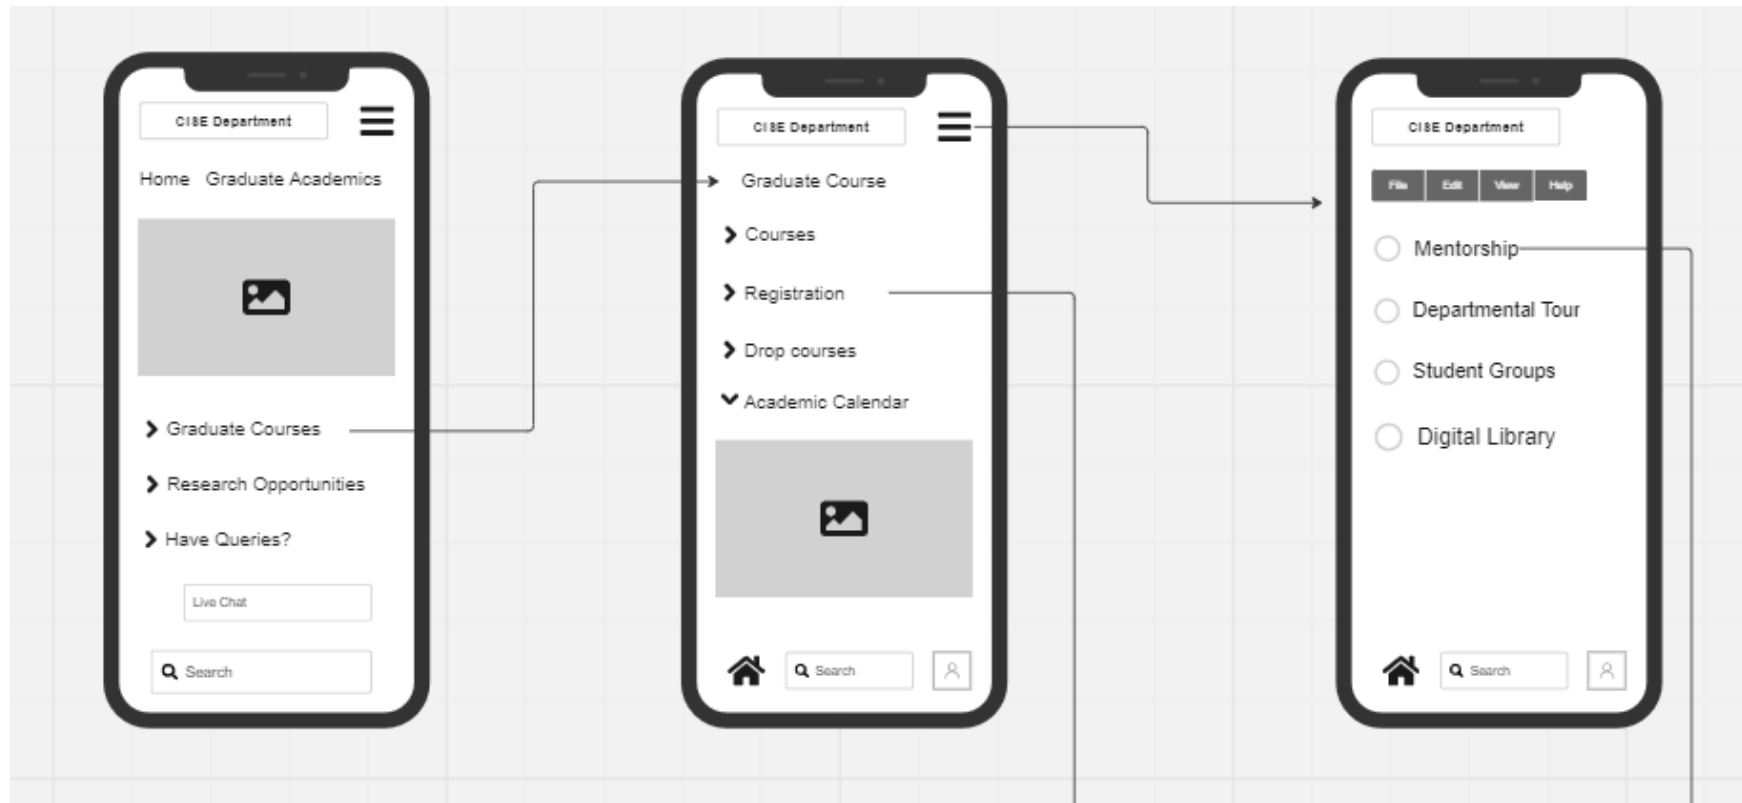 CISE Department
Home Graduate Academics
Graduate Courses
Research Opportunities
Have Queries?
Live Chat
Search
CISE Department
Graduate Course
Courses
Registration
Drop courses
Academic Calendar
Search
CISE Department
File Edit View Help
Mentorship
Departmental Tour
Student Groups
Digital Library
Search